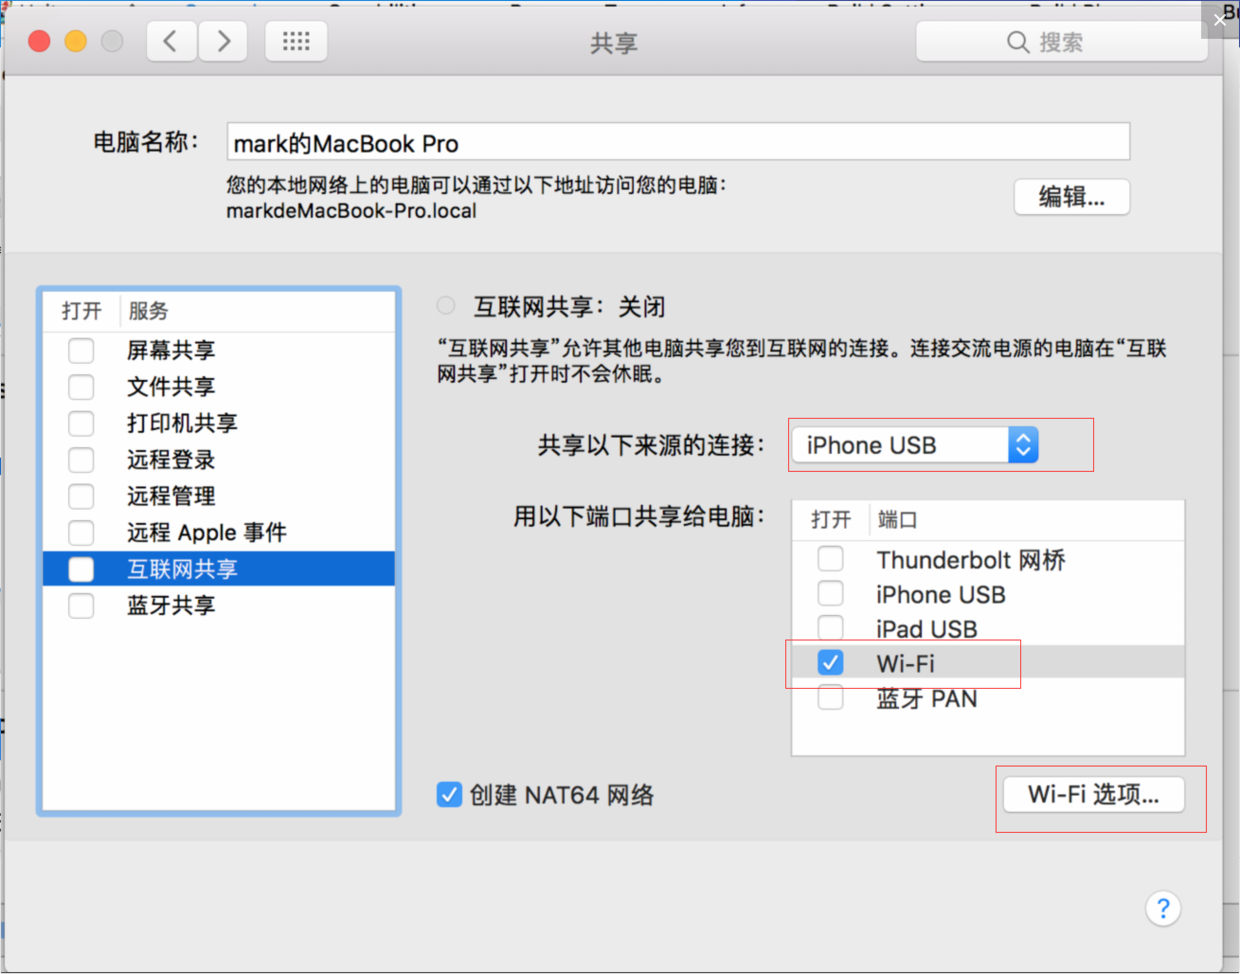 共享
搜索
电脑名称：
mark的MacBook Pro
您的本地网络上的电脑可以通过以下地址访问您的电脑：
markdeMacBook-Pro.local
编辑...
打开 服务
屏幕共享
文件共享
打印机共享
远程登录
远程管理
远程 Apple 事件
互联网共享
蓝牙共享
互联网共享：关闭
“互联网共享”允许其他电脑共享您到互联网的连接。连接交流电源的电脑在“互联
网共享”打开时不会休眠。
共享以下来源的连接：
iPhone USB
用以下端口共享给电脑：
打开 端口
Thunderbolt 网桥
iPhone USB
iPad USB
Wi-Fi
蓝牙 PAN
创建 NAT64 网络
Wi-Fi 选项...
?